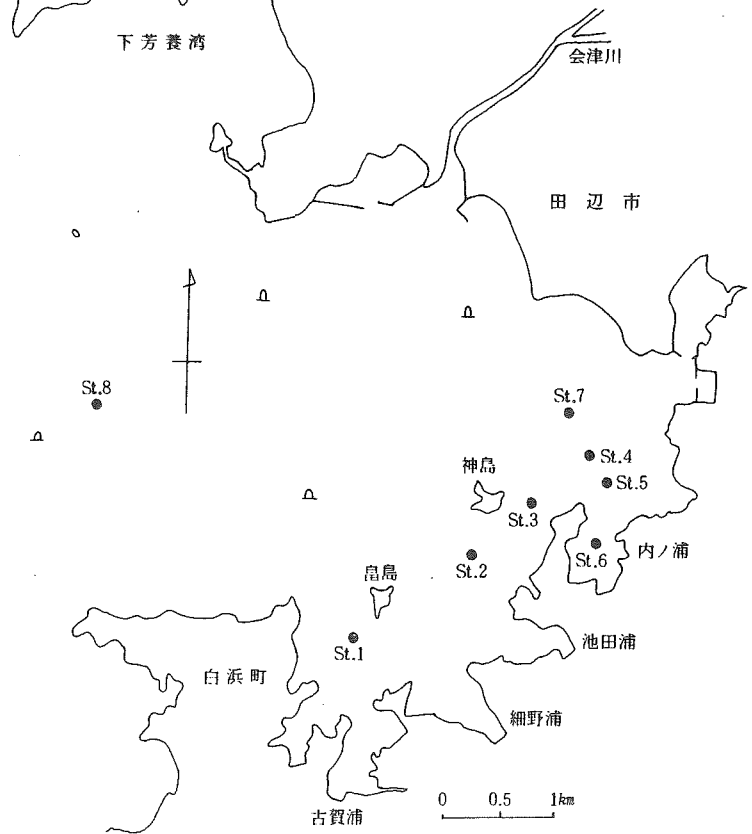 下芳養湾
会津川
田辺市
St.8
St.7
St.4
神島
St.5
St.3
内ノ浦
St.6
St.2
畠島
池田浦
St.1
白浜町
細野浦
0 0.5 1km
古賀浦